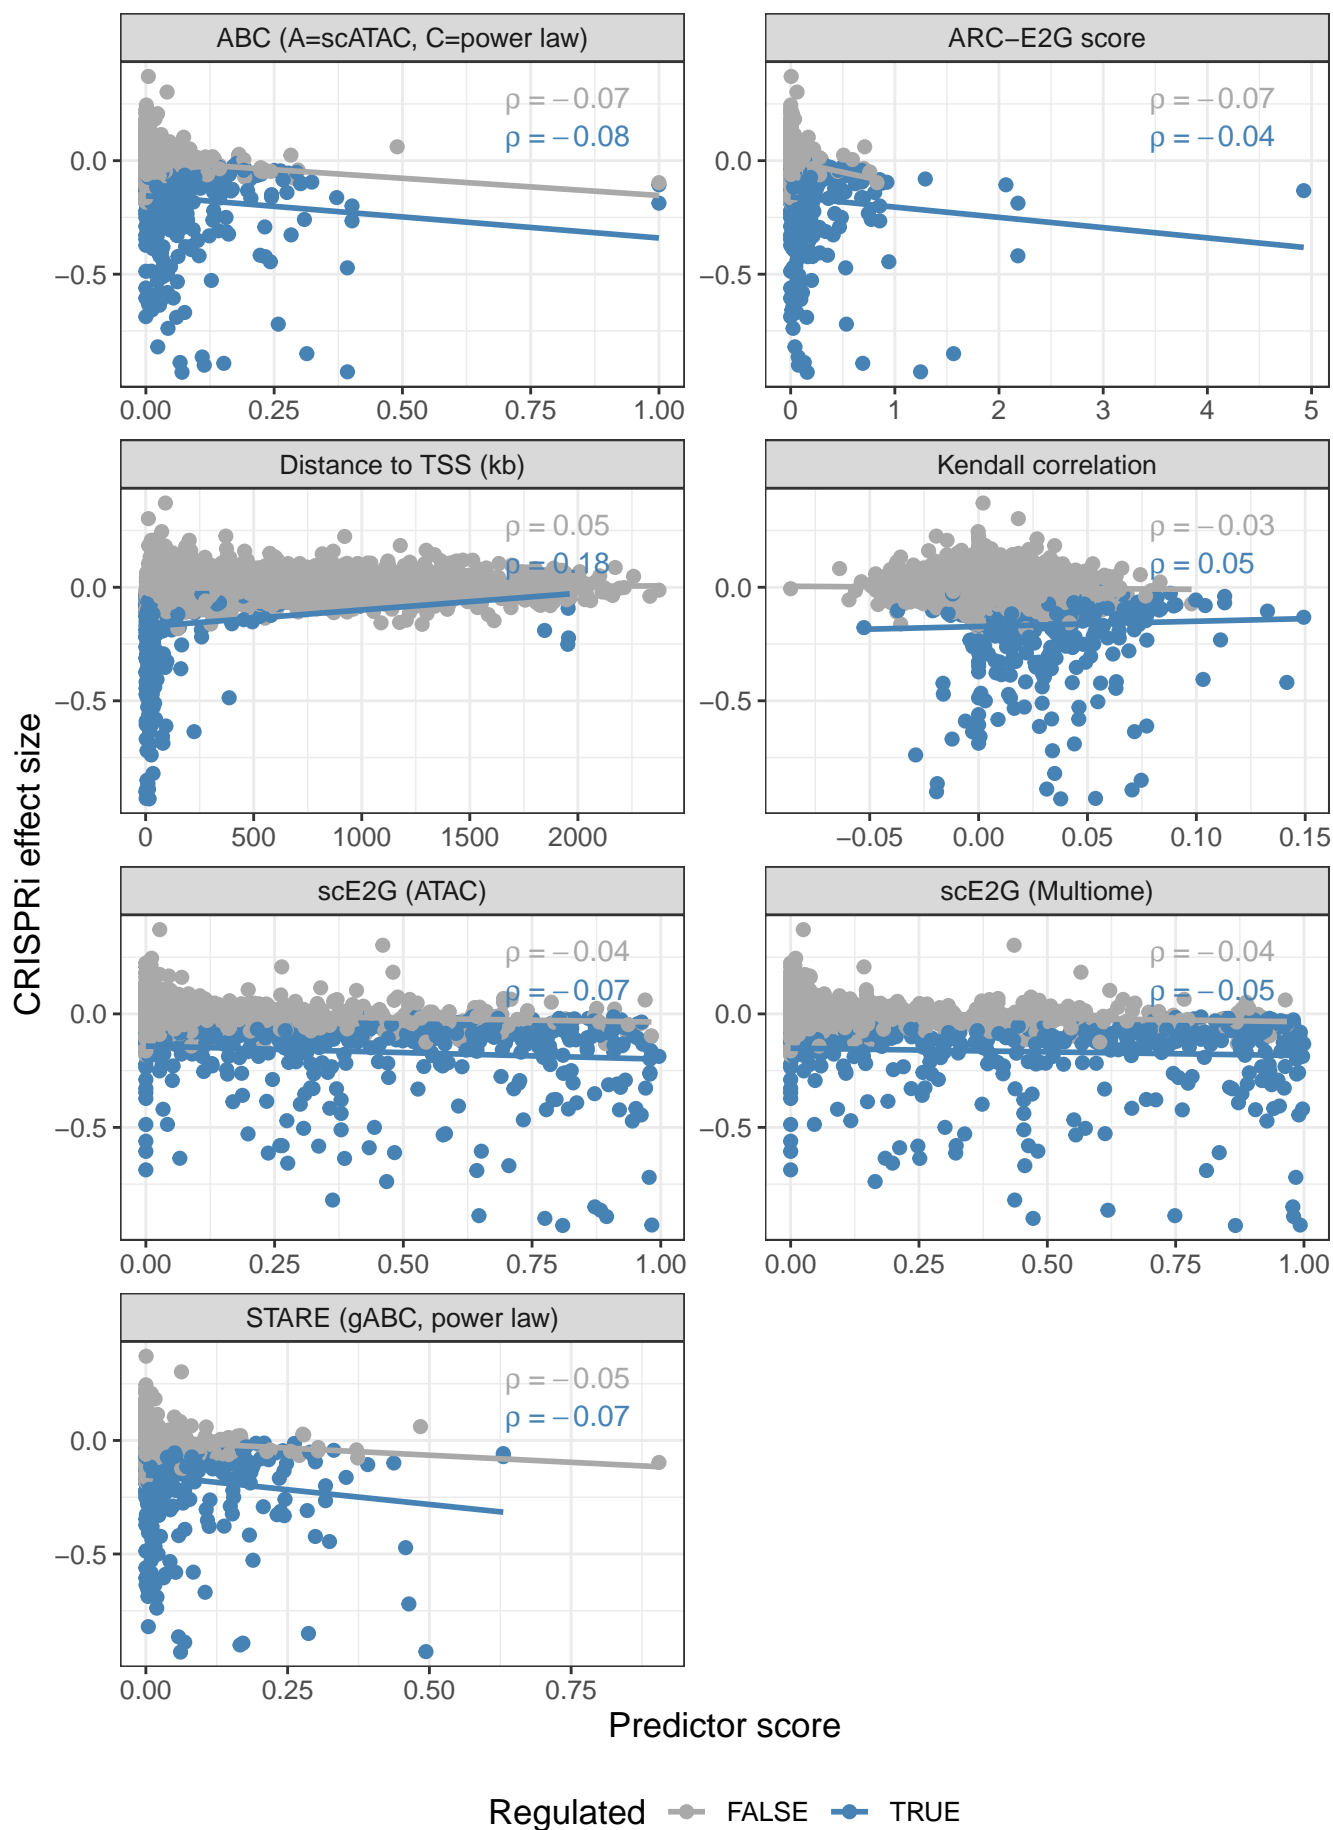 ABC (A=scATAC, C=power law)
ARC−E2G score
ρ = −0.07
ρ = −0.08
ρ = −0.07
ρ = −0.04
0.0
−0.5
0.0
−0.5
0.00 0.25 0.50 0.75 1.00
0 1 2 3 4 5
Distance to TSS (kb)
Kendall correlation
ρ = 0.05
ρ = 0.18
ρ = −0.03
ρ = 0.05
0.0
−0.5
0.0
−0.5
0 500 1000 1500 2000
−0.05 0.00 0.05 0.10 0.15
CRISPRi effect size
scE2G (ATAC)
scE2G (Multiome)
ρ = −0.04
ρ = −0.07
ρ = −0.04
ρ = −0.05
0.0
−0.5
0.0
−0.5
0.00 0.25 0.50 0.75 1.00
0.00 0.25 0.50 0.75 1.00
STARE (gABC, power law)
ρ = −0.05
ρ = −0.07
0.0
−0.5
0.00 0.25 0.50 0.75
Predictor score
Regulated FALSE TRUE